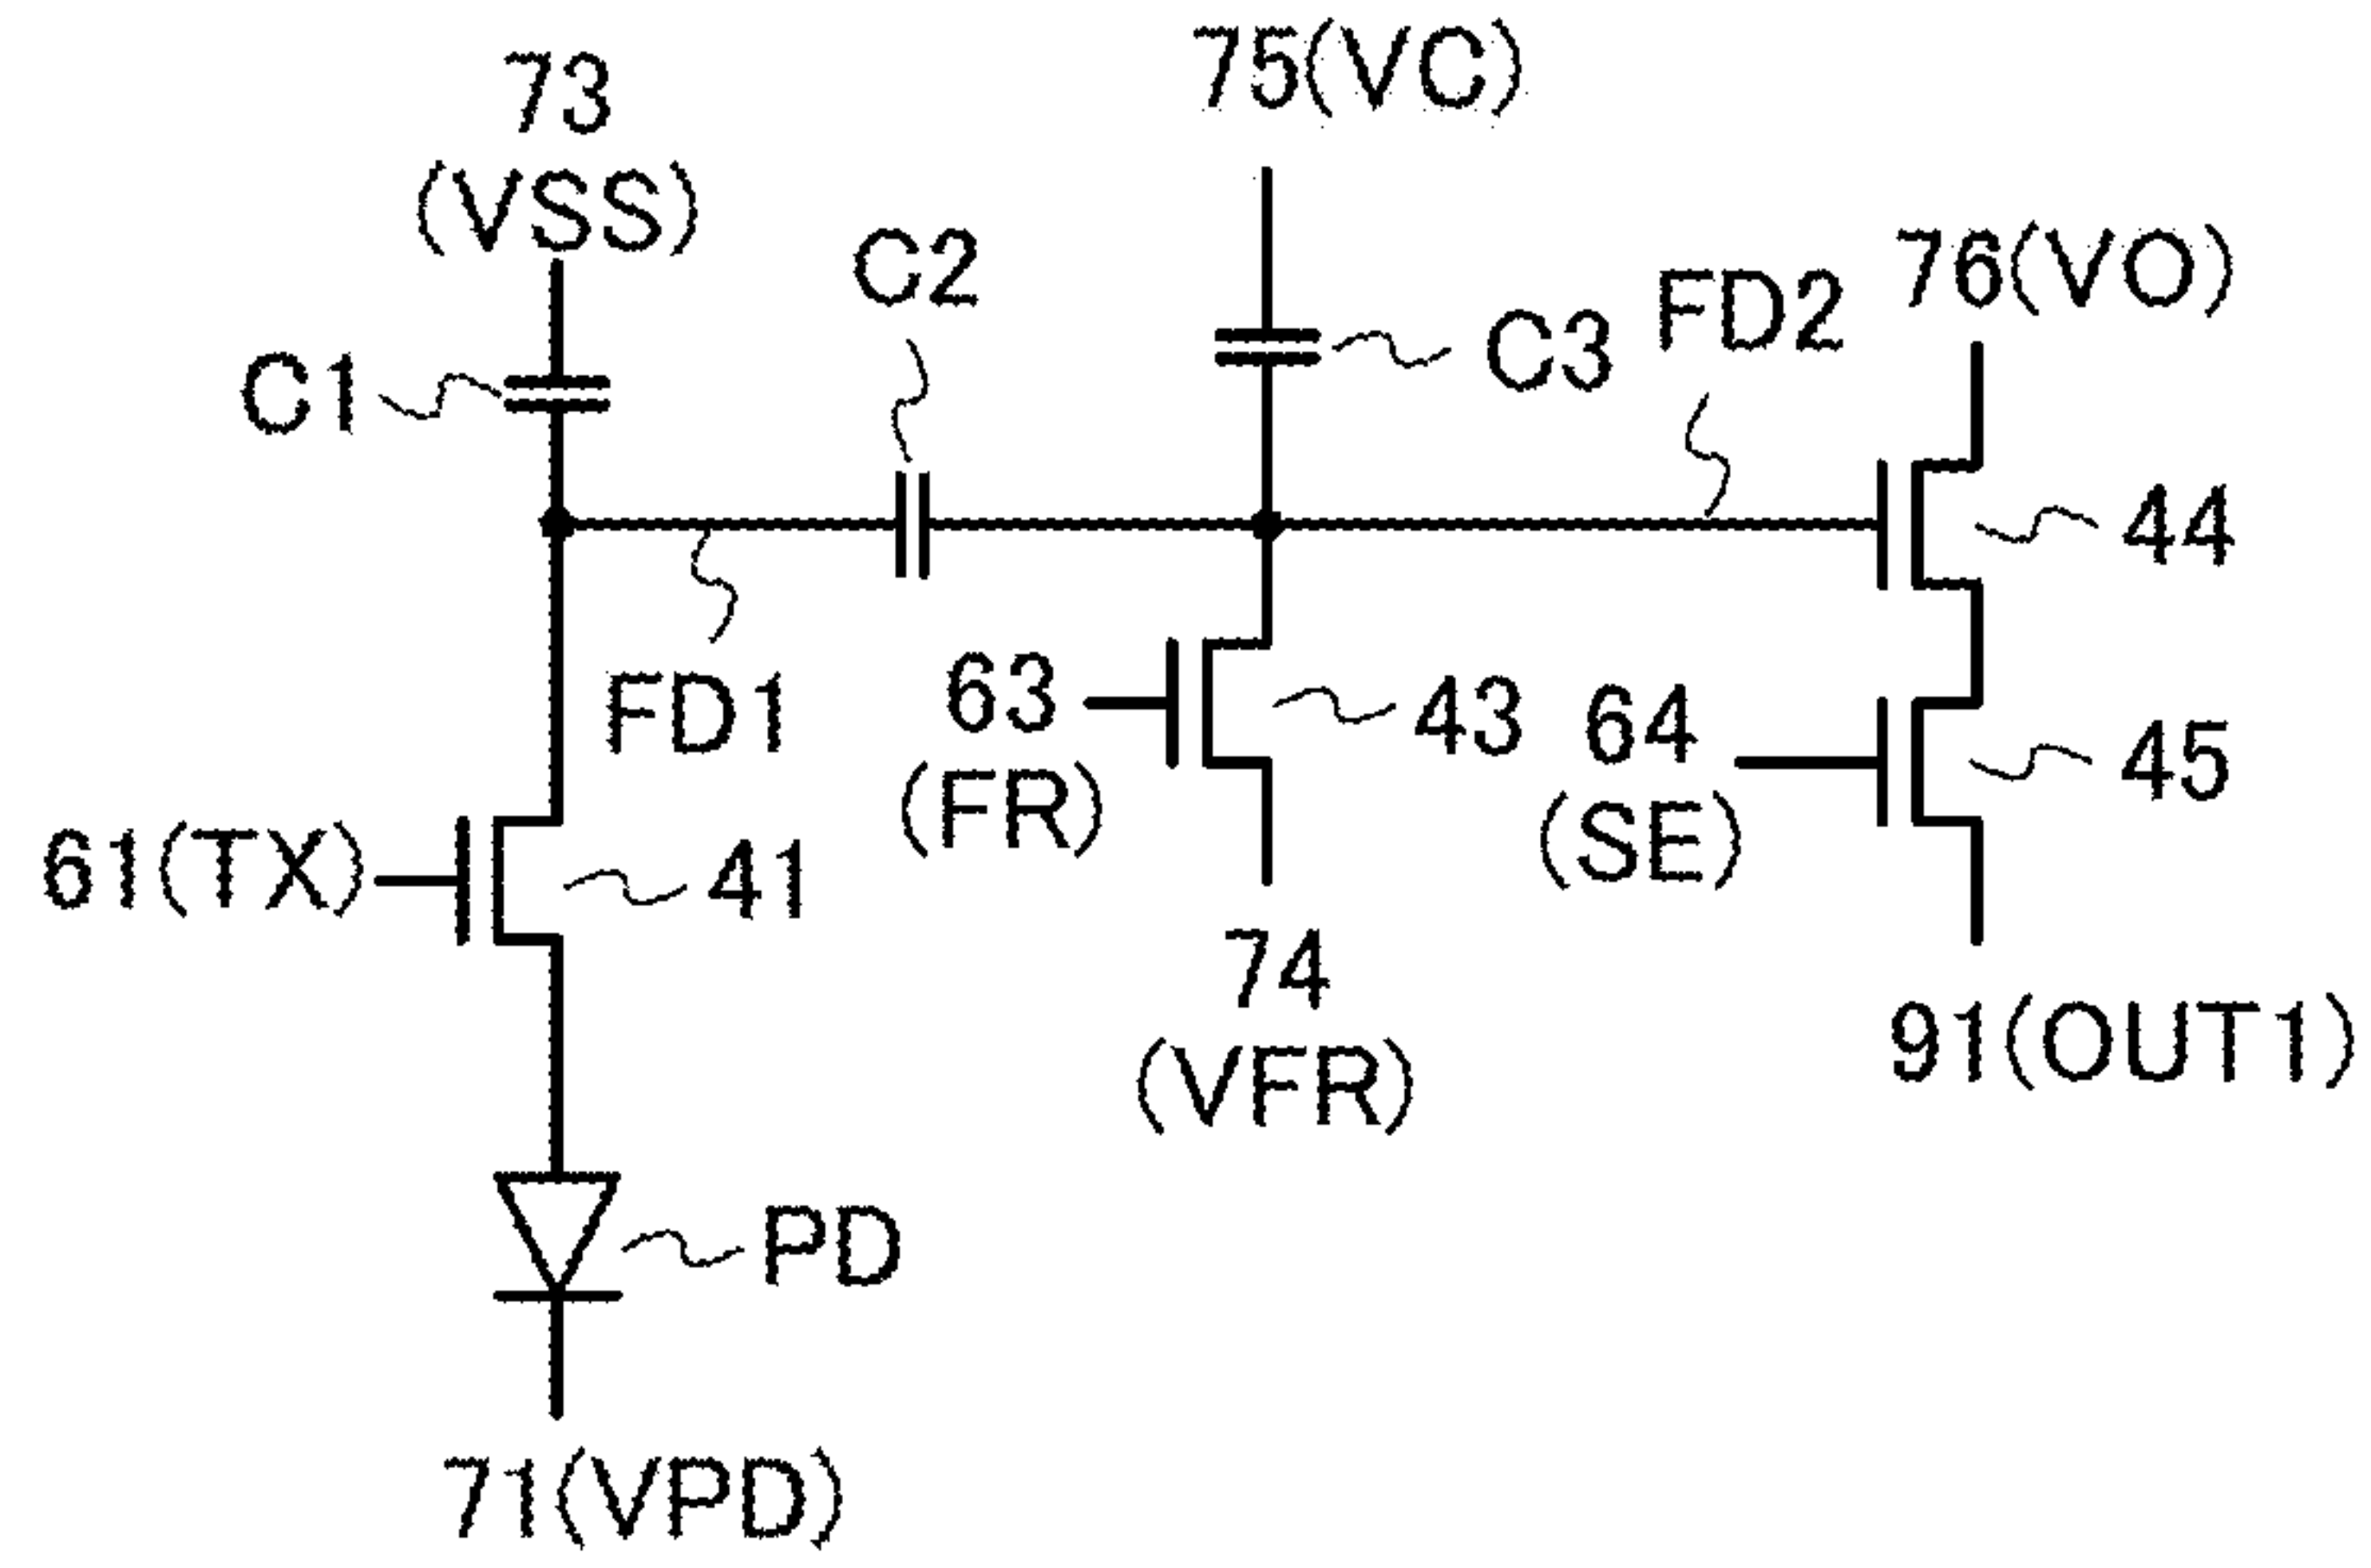 73
(VSS)
75(VC)
C2
76(VO)
FD2
C3
C1
44
FD1
63
(FR)
43
64
(SE)
45
61(TX)
41
74
(VFR)
91(OUT1)
PD
71(VPD)